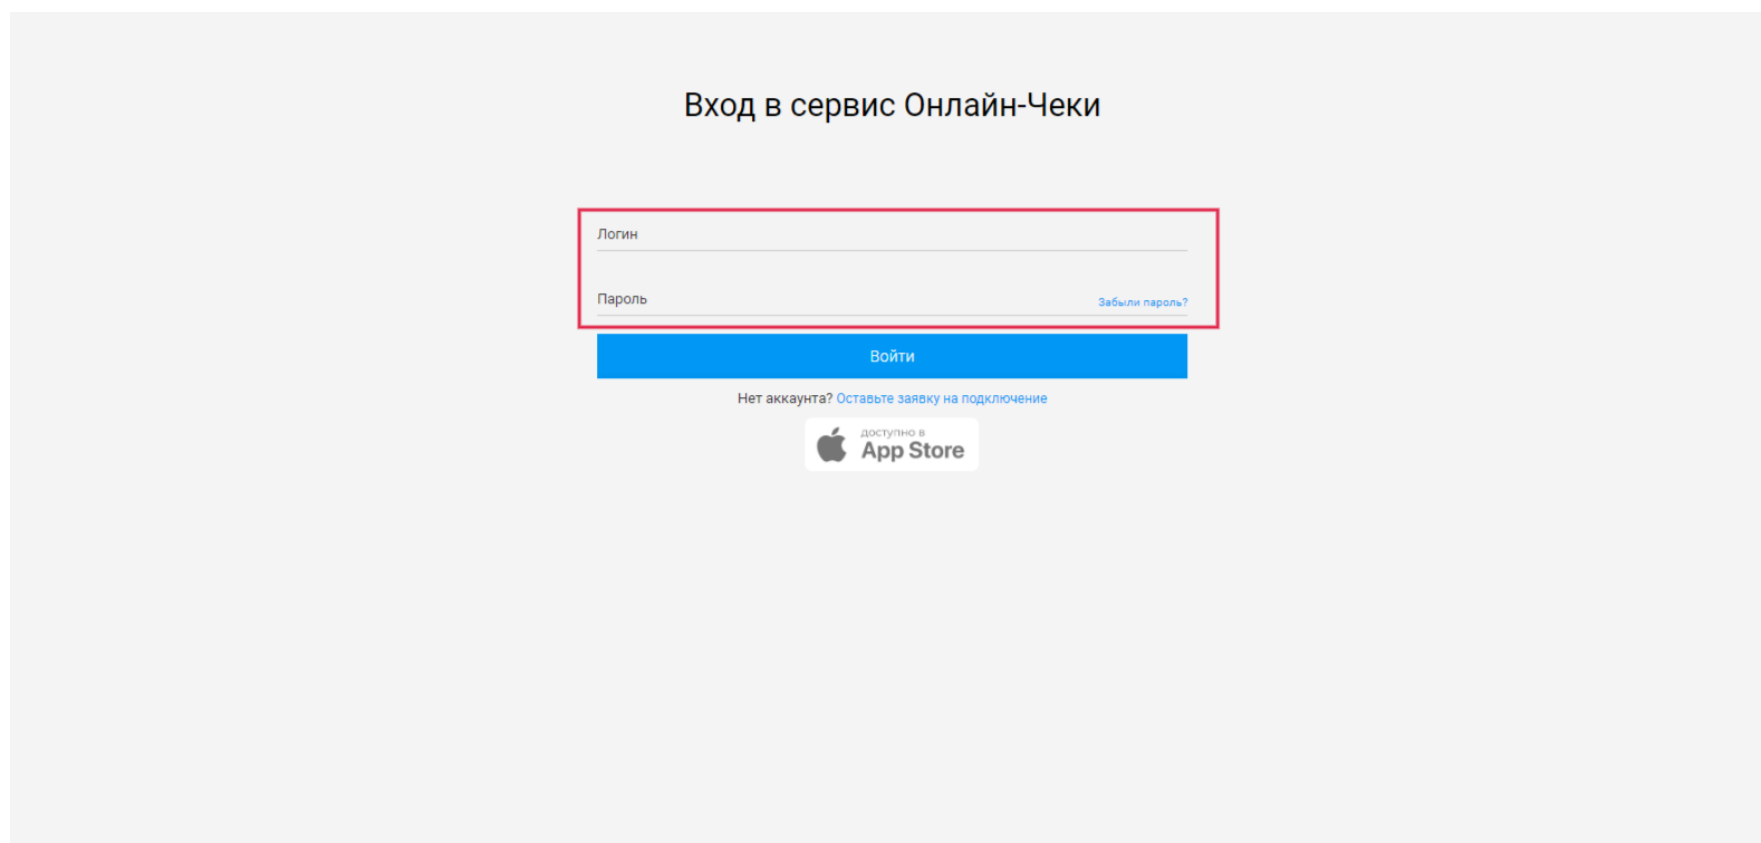 Вход в сервис Онлайн-Чеки
Логин
Пароль
Забыли пароль?
Войти
Нет аккаунта? Оставьте заявку на подключение
доступно в
App Store